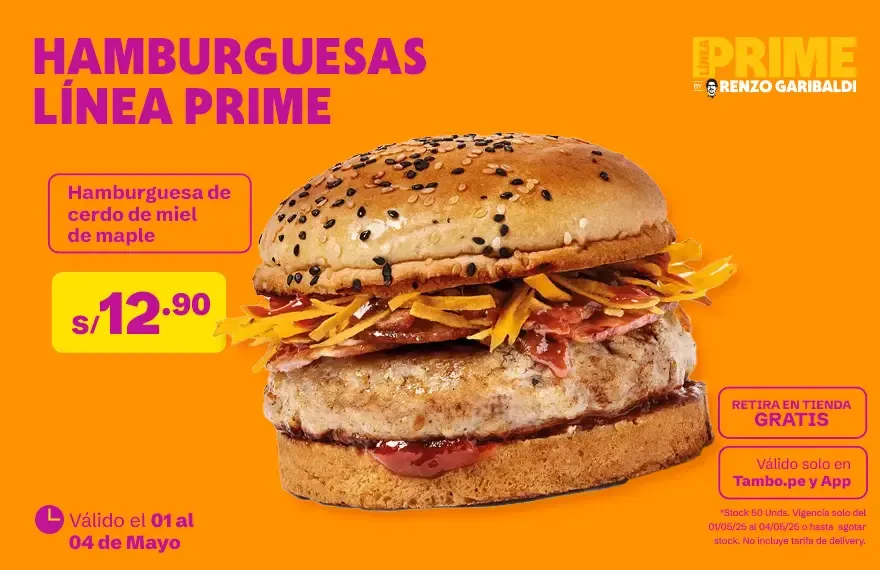 HAMBURGUESAS
LÍNEA PRIME
LÍNEA
PRIME
BY
RENZO GARIBALDI
Hamburguesa de
cerdo de miel
de maple
S/12.90
RETIRA EN TIENDA
GRATIS
Válido solo en
Tambo.pe y App
Válido el 01 al
04 de Mayo
*Stock 50 Unds. Vigencia solo del
01/05/25 al 04/05/25 o hasta agotar
stock. No incluye tarifa de delivery.